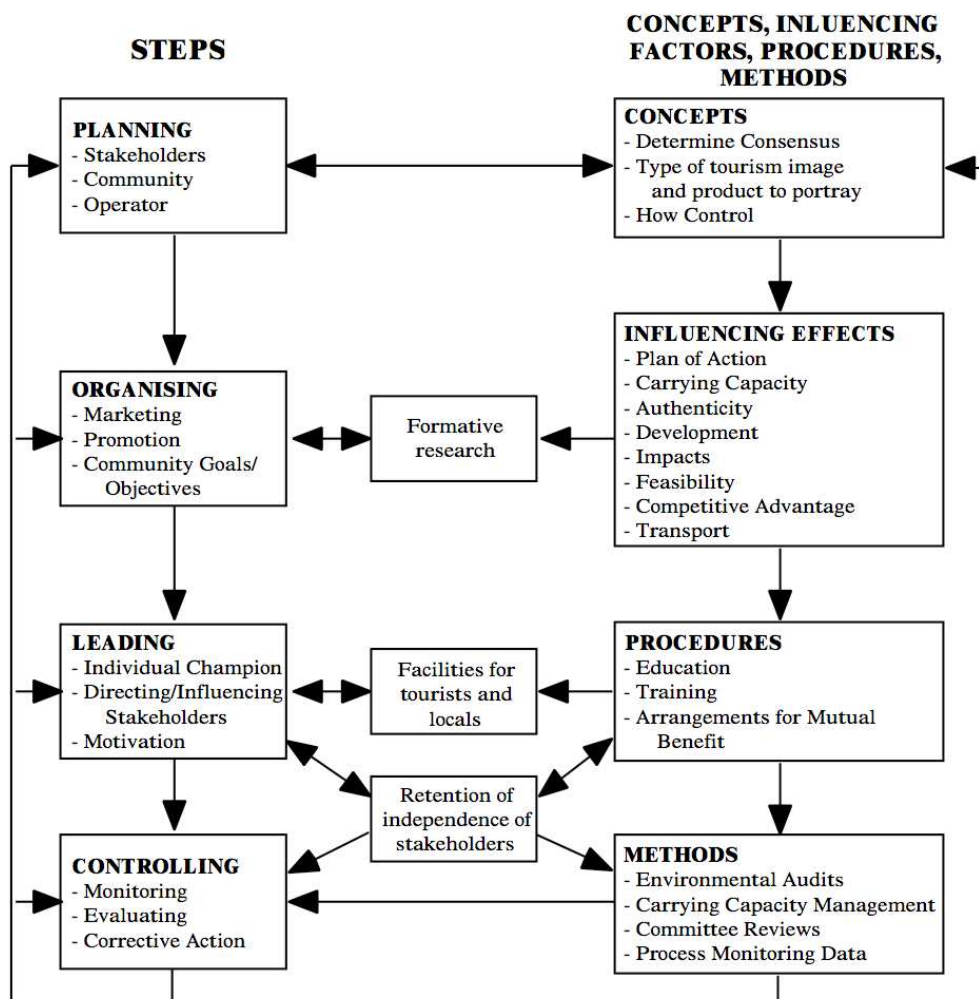 STEPS
CONCEPTS, INLUENCING
FACTORS, PROCEDURES,
METHODS
PLANNING
- Stakeholders
- Community
- Operator
CONCEPTS
- Determine Consensus
- Type of tourism image
and product to portray
- How Control
ORGANISING
- Marketing
- Promotion
- Community Goals/
Objectives
Formative
research
INFLUENCING EFFECTS
- Plan of Action
- Carrying Capacity
- Authenticity
- Development
- Impacts
- Feasibility
- Competitive Advantage
- Transport
LEADING
- Individual Champion
- Directing/Influencing
Stakeholders
- Motivation
Facilities for
tourists and
locals
PROCEDURES
- Education
- Training
- Arrangements for Mutual
Benefit
Retention of
independence of
stakeholders
CONTROLLING
- Monitoring
- Evaluating
- Corrective Action
METHODS
- Environmental Audits
- Carrying Capacity Management
- Committee Reviews
- Process Monitoring Data